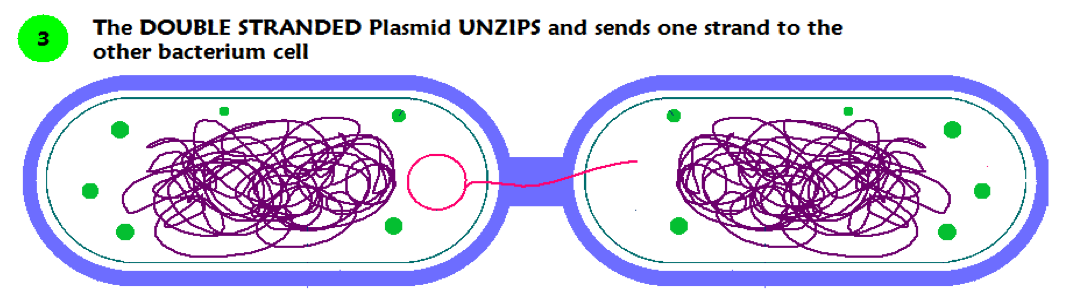 3
The DOUBLE STRANDED Plasmid UNZIPS and sends one strand to the
other bacterium cell